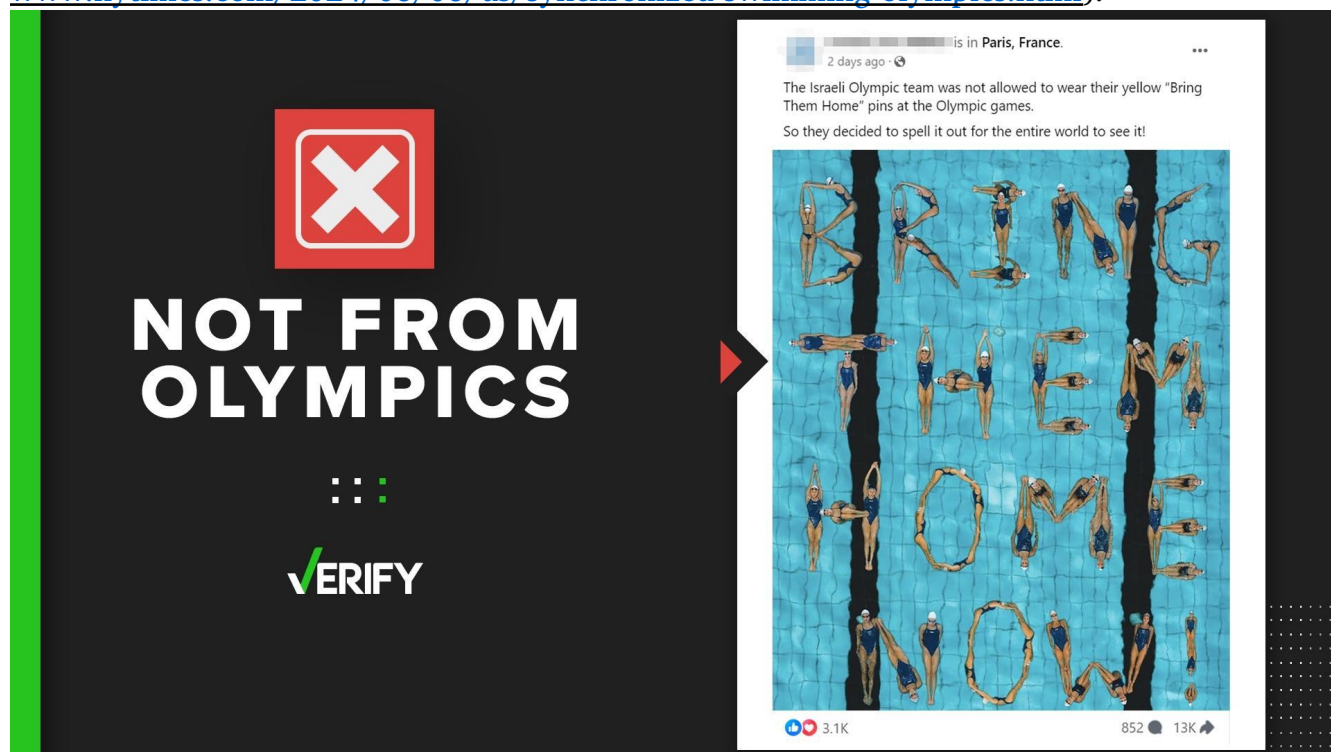 NOT FROM
OLYMPICS
VERIFY
is in Paris, France.
2 days ago
The Israeli Olympic team was not allowed to wear their yellow “Bring
Them Home” pins at the Olympic games.
So they decided to spell it out for the entire world to see it!
BRING
THEM
HOME
NOW!
3.1K 852 13K